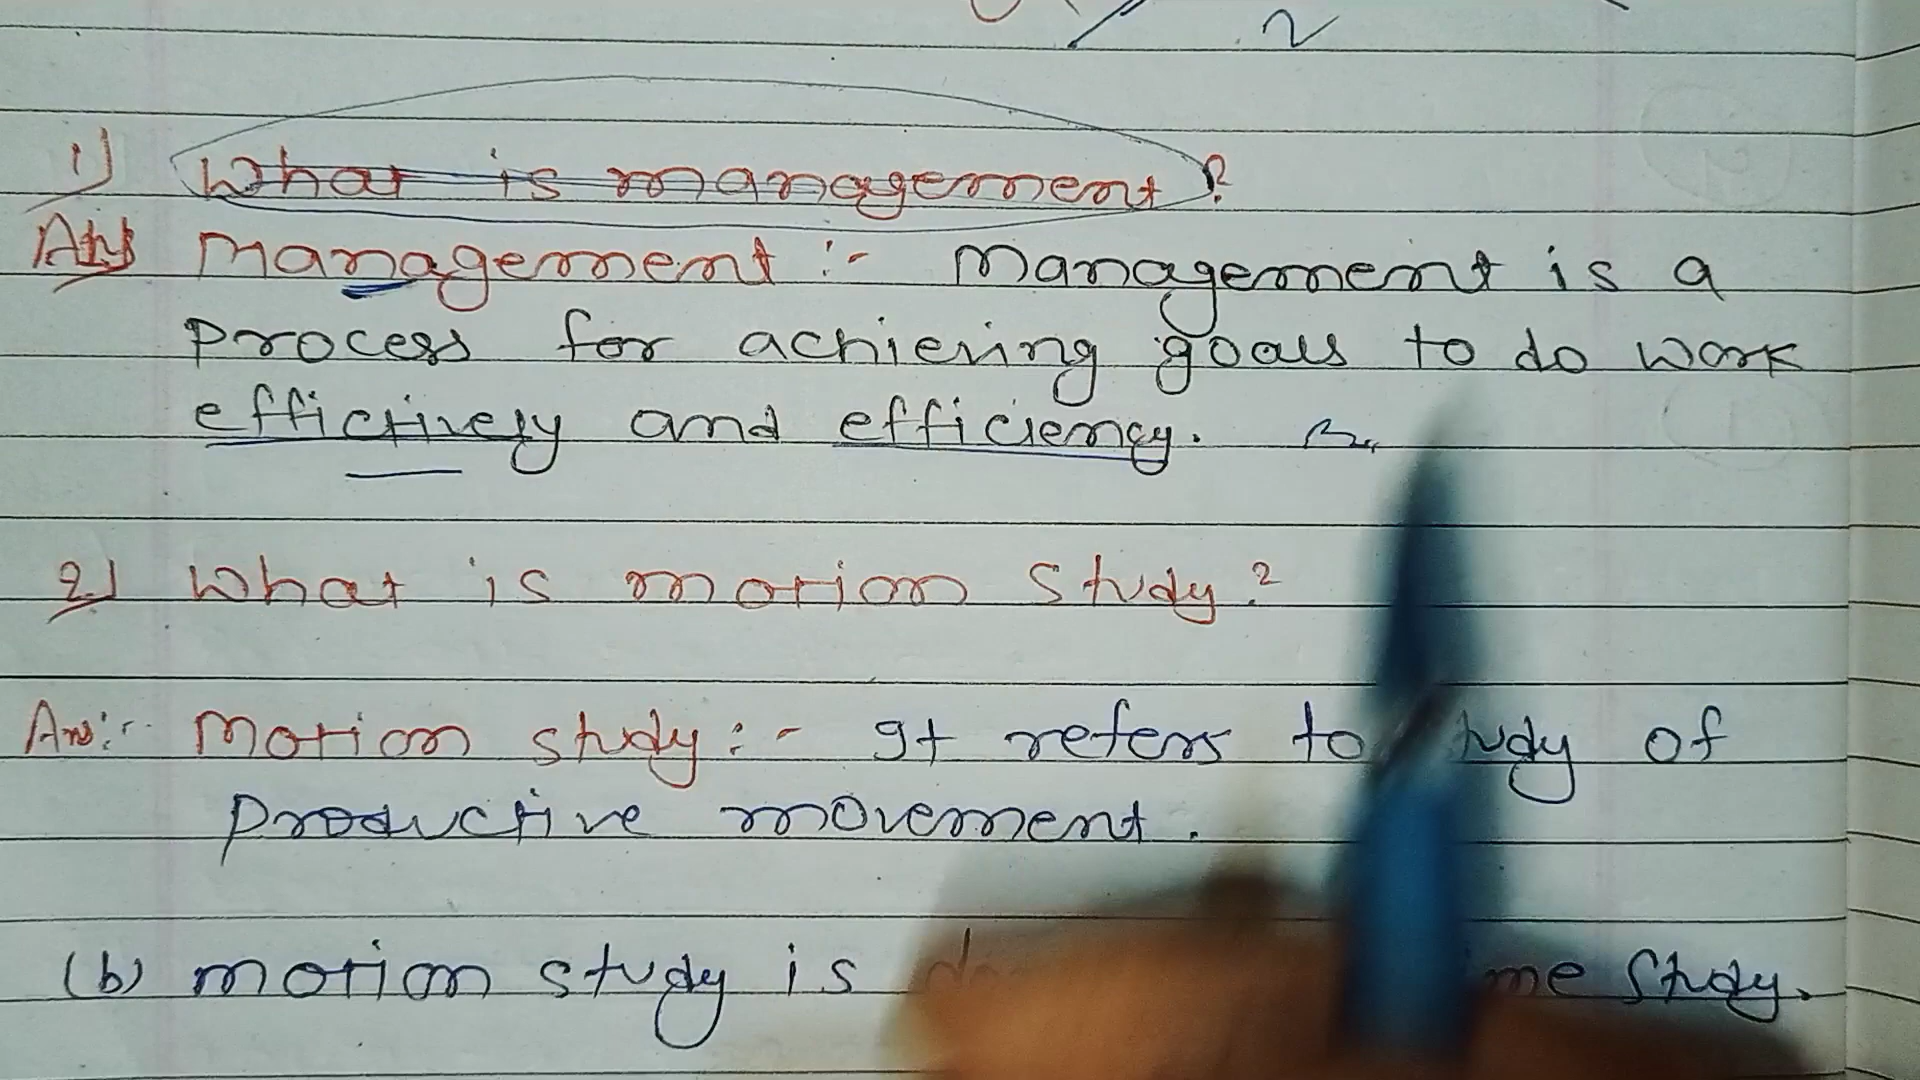 1) What is management?
Ans Management :- Management is a
process for achieving goals to do work
effictively and efficiency.
2) What is motion study?
Ans:- Motion study :- It refers to study of
productive movement.
(b) motion study is me study.